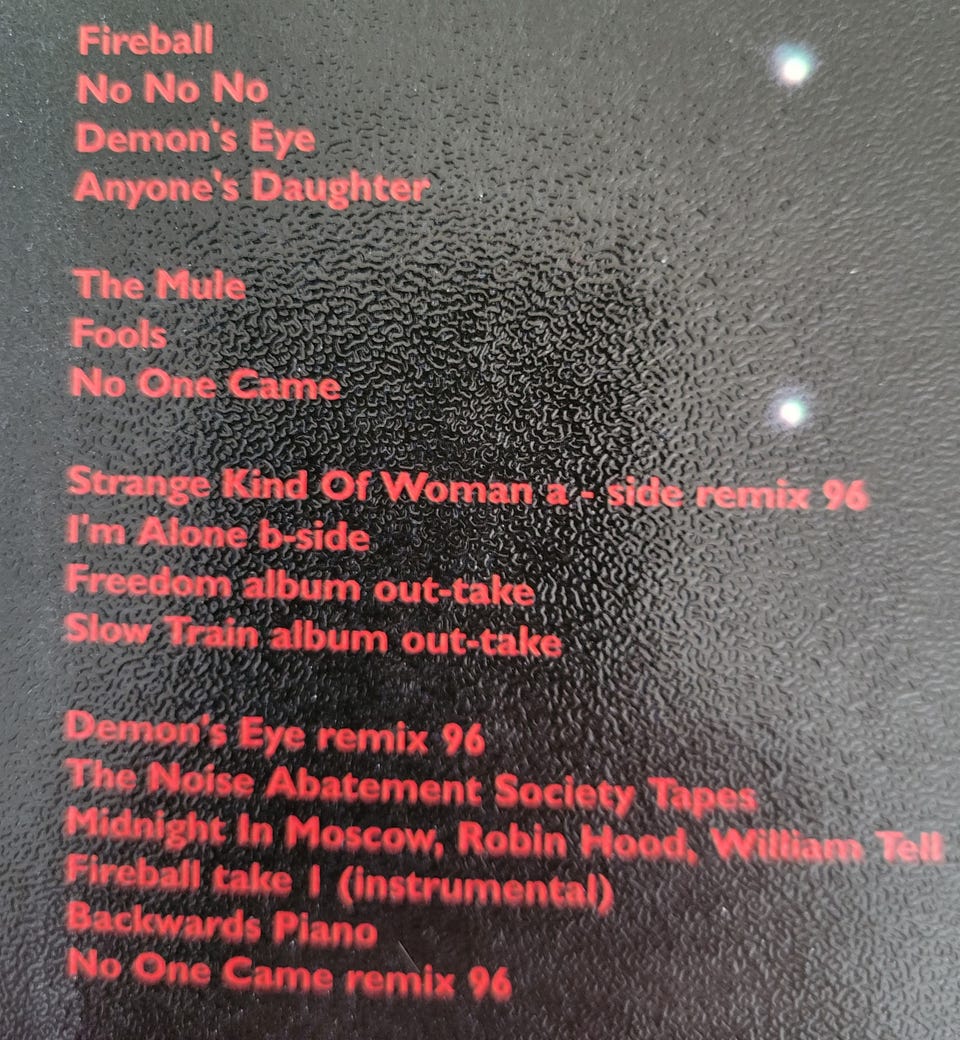 Fireball
No No No
Demon's Eye
Anyone's Daughter
The Mule
Fools
No One Came
Strange Kind Of Woman a - side remix 96
I'm Alone b-side
Freedom album out-take
Slow Train album out-take
Demon's Eye remix 96
The Noise Abatement Society Tapes
Midnight In Moscow, Robin Hood, William Tell
Fireball take 1 (instrumental)
Backwards Piano
No One Came remix 96